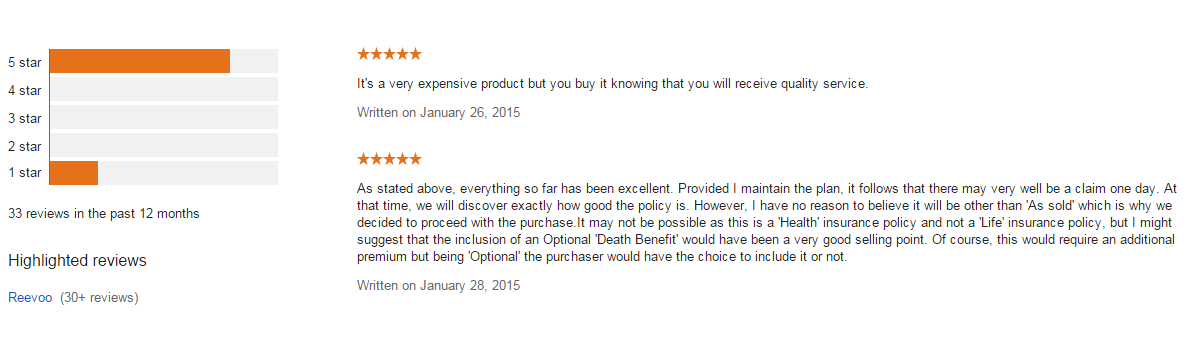 5 star
4 star
3 star
2 star
1 star
33 reviews in the past 12 months
Highlighted reviews
Reevoo (30+ reviews)
It's a very expensive product but you buy it knowing that you will receive quality service.
Written on January 26, 2015
As stated above, everything so far has been excellent. Provided I maintain the plan, it follows that there may very well be a claim one day. At
that time, we will discover exactly how good the policy is. However, I have no reason to believe it will be other than 'As sold' which is why we
decided to proceed with the purchase.It may not be possible as this is a 'Health' insurance policy and not a 'Life' insurance policy, but I might
suggest that the inclusion of an Optional 'Death Benefit' would have been a very good selling point. Of course, this would require an additional
premium but being 'Optional' the purchaser would have the choice to include it or not.
Written on January 28, 2015